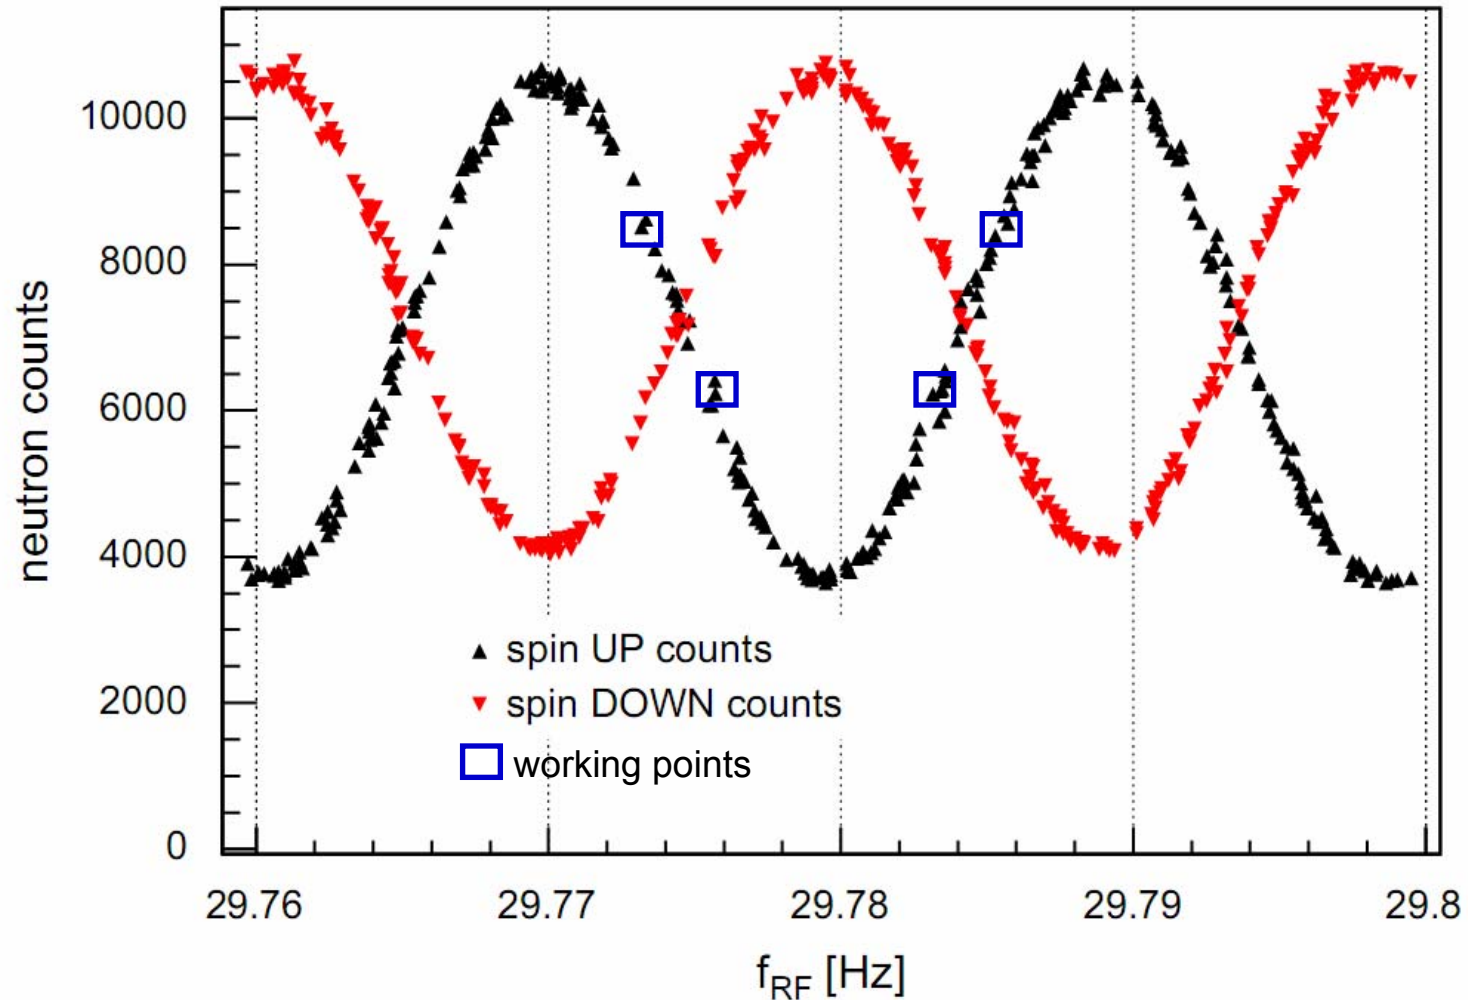 neutron counts
10000
8000
6000
4000
2000
0
spin UP counts
spin DOWN counts
working points
29.76 29.77 29.78 29.79 29.8
f_RF [Hz]